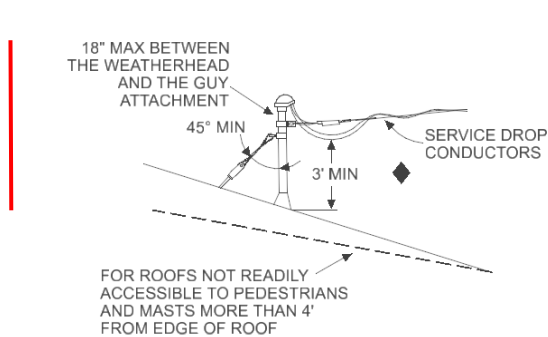 18" MAX BETWEEN
THE WEATHERHEAD
AND THE GUY
ATTACHMENT
45° MIN
SERVICE DROP
CONDUCTORS
3' MIN
FOR ROOFS NOT READILY
ACCESSIBLE TO PEDESTRIANS
AND MASTS MORE THAN 4'
FROM EDGE OF ROOF